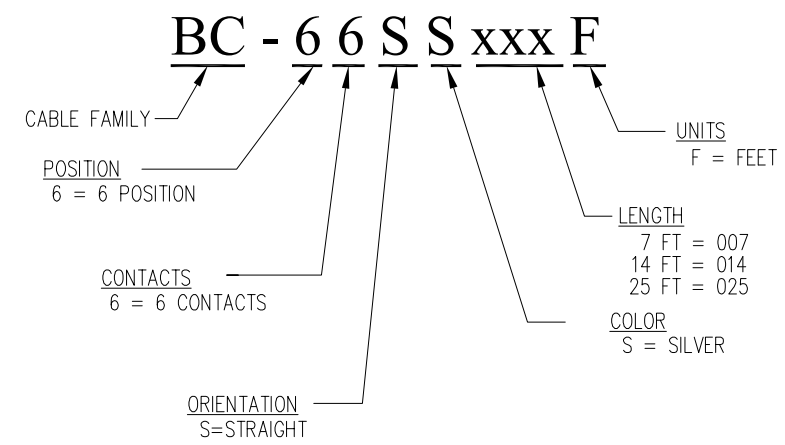 BC - 6 6 S S xxx F
CABLE FAMILY
UNITS
F = FEET
POSITION
6 = 6 POSITION
LENGTH
7 FT = 007
14 FT = 014
25 FT = 025
CONTACTS
6 = 6 CONTACTS
COLOR
S = SILVER
ORIENTATION
S=STRAIGHT